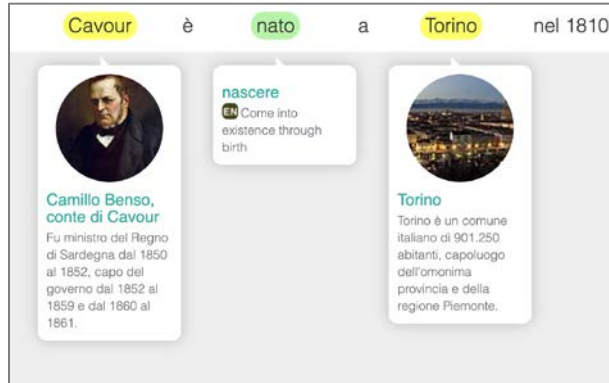 Cavour è nato a Torino nel 1810
Camillo Benso,
conte di Cavour
Fu ministro del Regno
di Sardegna dal 1850
al 1852, capo del
governo dal 1852 al
1859 e dal 1860 al
1861.
nascere
EN Come into
existence through
birth
Torino
Torino è un comune
italiano di 901.250
abitanti, capoluogo
dell'omonima
provincia e della
regione Piemonte.